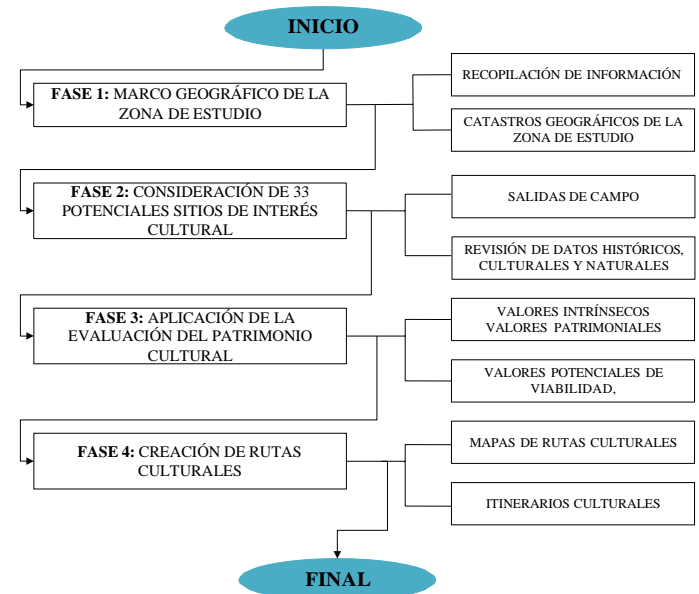 INICIO
FASE 1: MARCO GEOGRÁFICO DE LA
ZONA DE ESTUDIO
RECOPILACIÓN DE INFORMACIÓN
CATASTROS GEOGRÁFICOS DE LA
ZONA DE ESTUDIO
FASE 2: CONSIDERACIÓN DE 33
POTENCIALES SITIOS DE INTERÉS
CULTURAL
SALIDAS DE CAMPO
REVISIÓN DE DATOS HISTÓRICOS,
CULTURALES Y NATURALES
FASE 3: APLICACIÓN DE LA
EVALUACIÓN DEL PATRIMONIO
CULTURAL
VALORES INTRÍNSECOS
VALORES PATRIMONIALES
VALORES POTENCIALES DE
VIABILIDAD,
FASE 4: CREACIÓN DE RUTAS
CULTURALES
MAPAS DE RUTAS CULTURALES
ITINERARIOS CULTURALES
FINAL